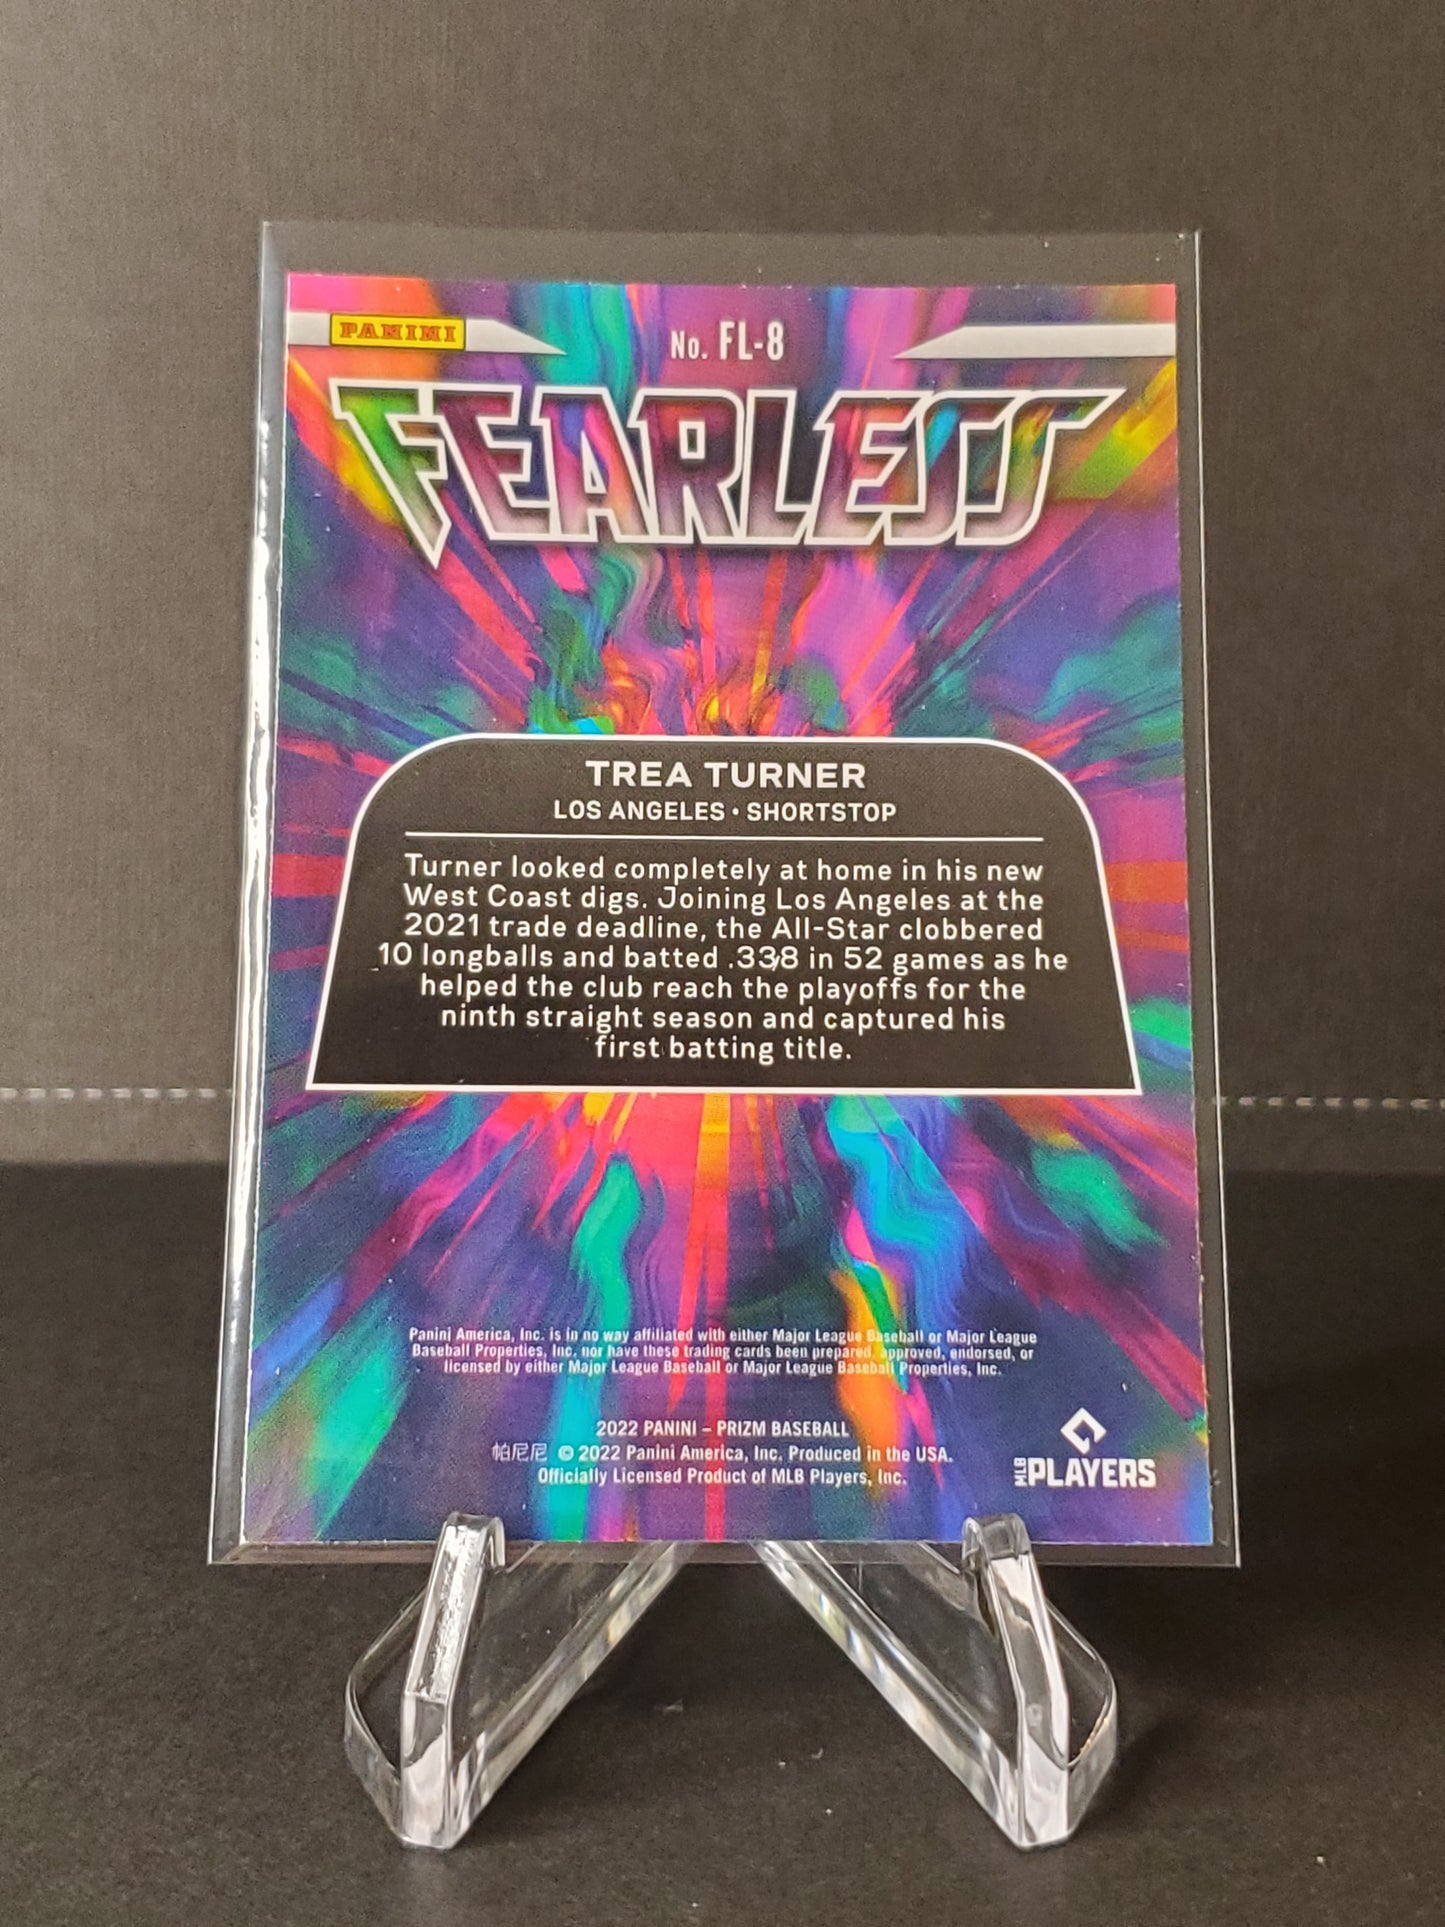 PANINI
No. FL-8
FEARLESS
TREA TURNER
LOS ANGELES • SHORTSTOP
Turner looked completely at home in his new
West Coast digs. Joining Los Angeles at the
2021 trade deadline, the All-Star clobbered
10 longballs and batted .338 in 52 games as he
helped the club reach the playoffs for the
ninth straight season and captured his
first batting title.
Panini America, Inc. is in no way affiliated with either Major League Baseball or Major League
Baseball Properties, Inc. nor have these trading cards been prepared, approved, endorsed, or
licensed by either Major League Baseball or Major League Baseball Properties, Inc.
2022 PANINI – PRIZM BASEBALL
帕尼尼 © 2022 Panini America, Inc. Produced in the USA.
Officially Licensed Product of MLB Players, Inc.
MLB PLAYERS